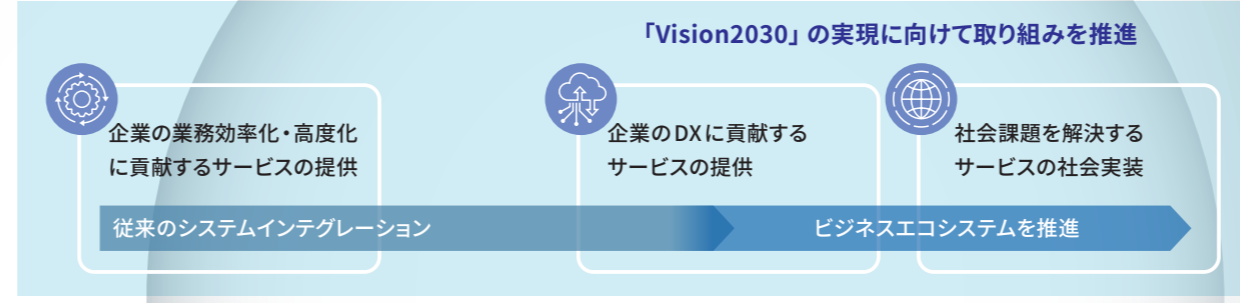 「Vision2030」の実現に向けて取り組みを推進
企業の業務効率化・高度化
に貢献するサービスの提供
企業のDXに貢献する
サービスの提供
社会課題を解決する
サービスの社会実装
従来のシステムインテグレーション
ビジネスエコシステムを推進